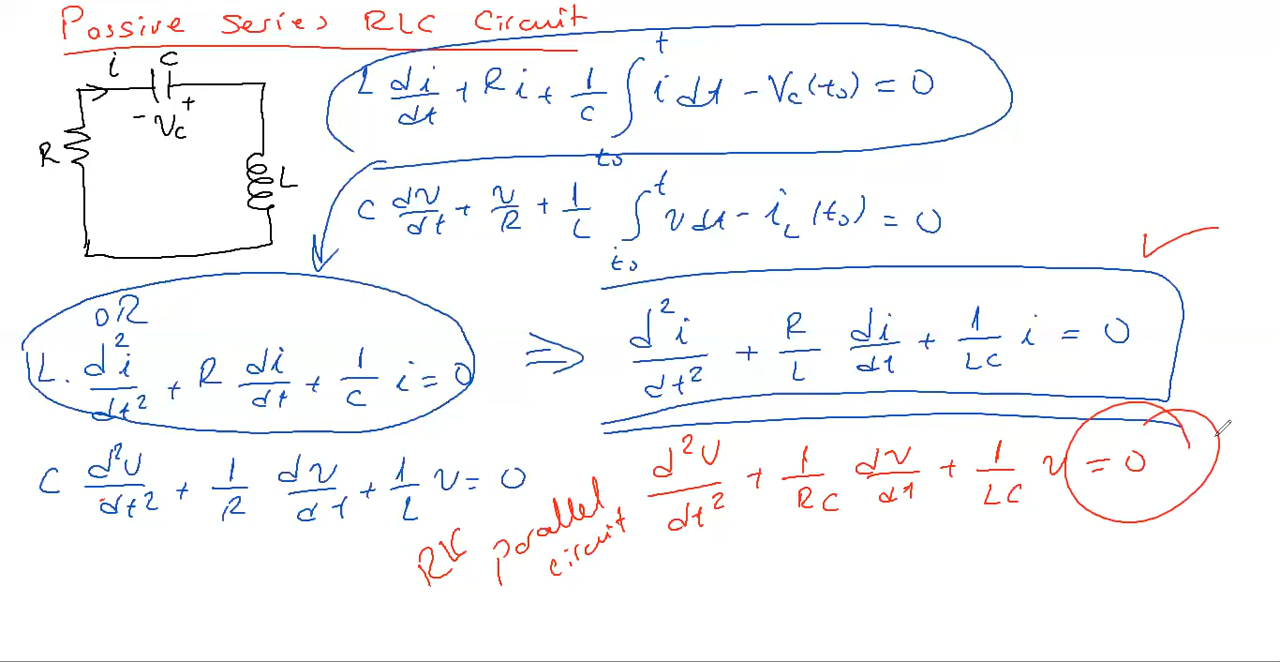 Passive Series RLC Circuit
i C
- Vc +
R L
L di/dt + Ri + 1/C ∫_{t0}^{t} i dt - Vc(t0) = 0
C dv/dt + v/R + 1/L ∫_{t0}^{t} v dt - i_L(t0) = 0
OR
L. d²i/dt² + R di/dt + 1/C i = 0 ⇒ d²i/dt² + R/L di/dt + 1/LC i = 0
C d²v/dt² + 1/R dv/dt + 1/L v = 0
RLC parallel circuit
d²v/dt² + 1/RC dv/dt + 1/LC v = 0